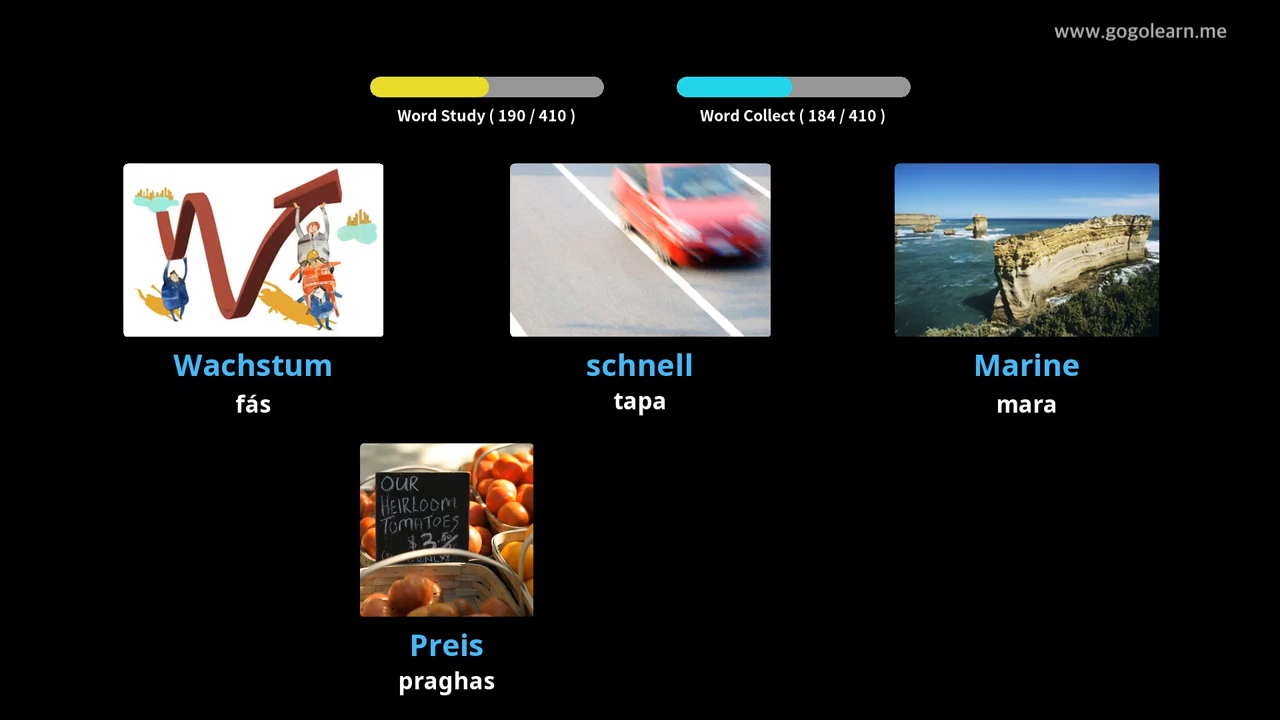 www.gogolearn.me
Word Study ( 190 / 410 )
Word Collect ( 184 / 410 )
Wachstum
fás
schnell
tapa
Marine
mara
OUR
HEIRLOOM
TOMATOES
Preis
praghas